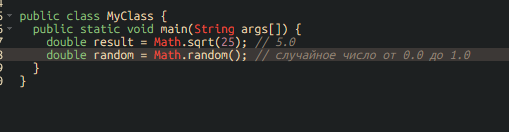 public class MyClass {
public static void main(String args[]) {
double result = Math.sqrt(25); // 5.0
double random = Math.random(); // случайное число от 0.0 до 1.0
}
}